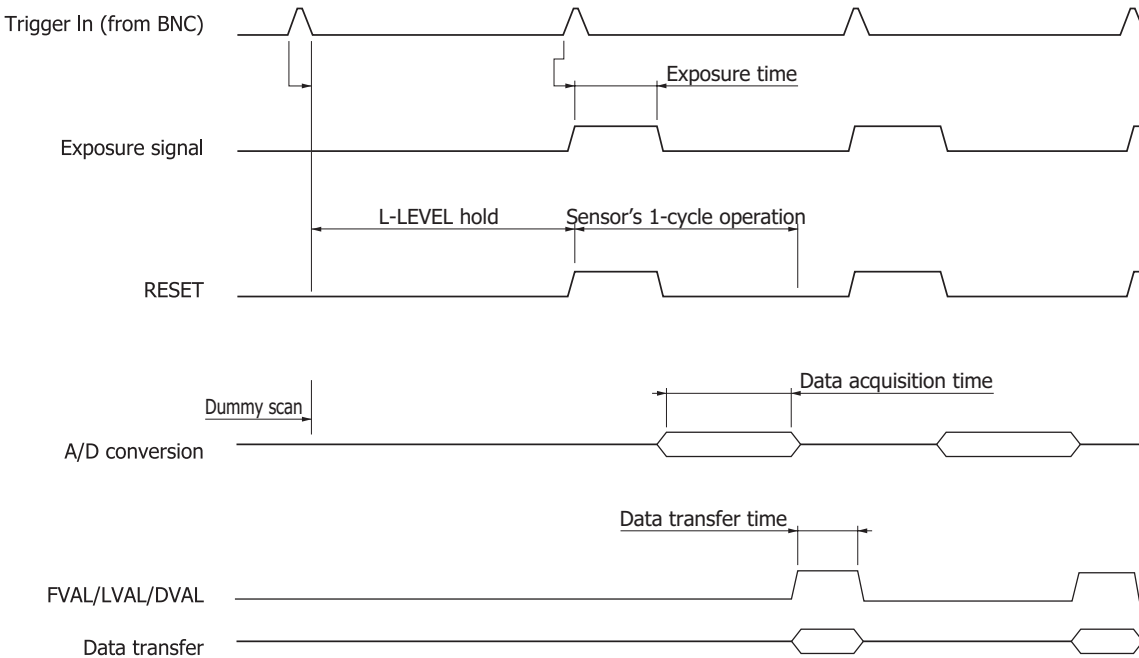 Trigger In (from BNC)
Exposure time
Exposure signal
L-LEVEL hold
Sensor's 1-cycle operation
RESET
Data acquisition time
Dummy scan
A/D conversion
Data transfer time
FVAL/LVAL/DVAL
Data transfer